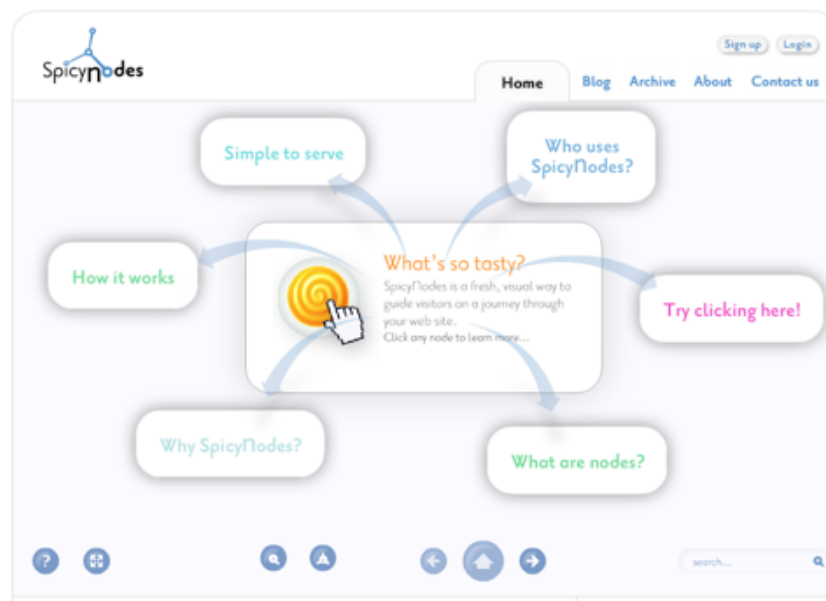 Spicynodes
Sign up
Login
Home
Blog
Archive
About
Contact us
Simple to serve
Who uses
SpicyNodes?
How it works
What's so tasty?
SpicyNodes is a fresh, visual way to
guide visitors on a journey through
your web site.
Click any node to learn more...
Try clicking here!
Why SpicyNodes?
What are nodes?
?
search...